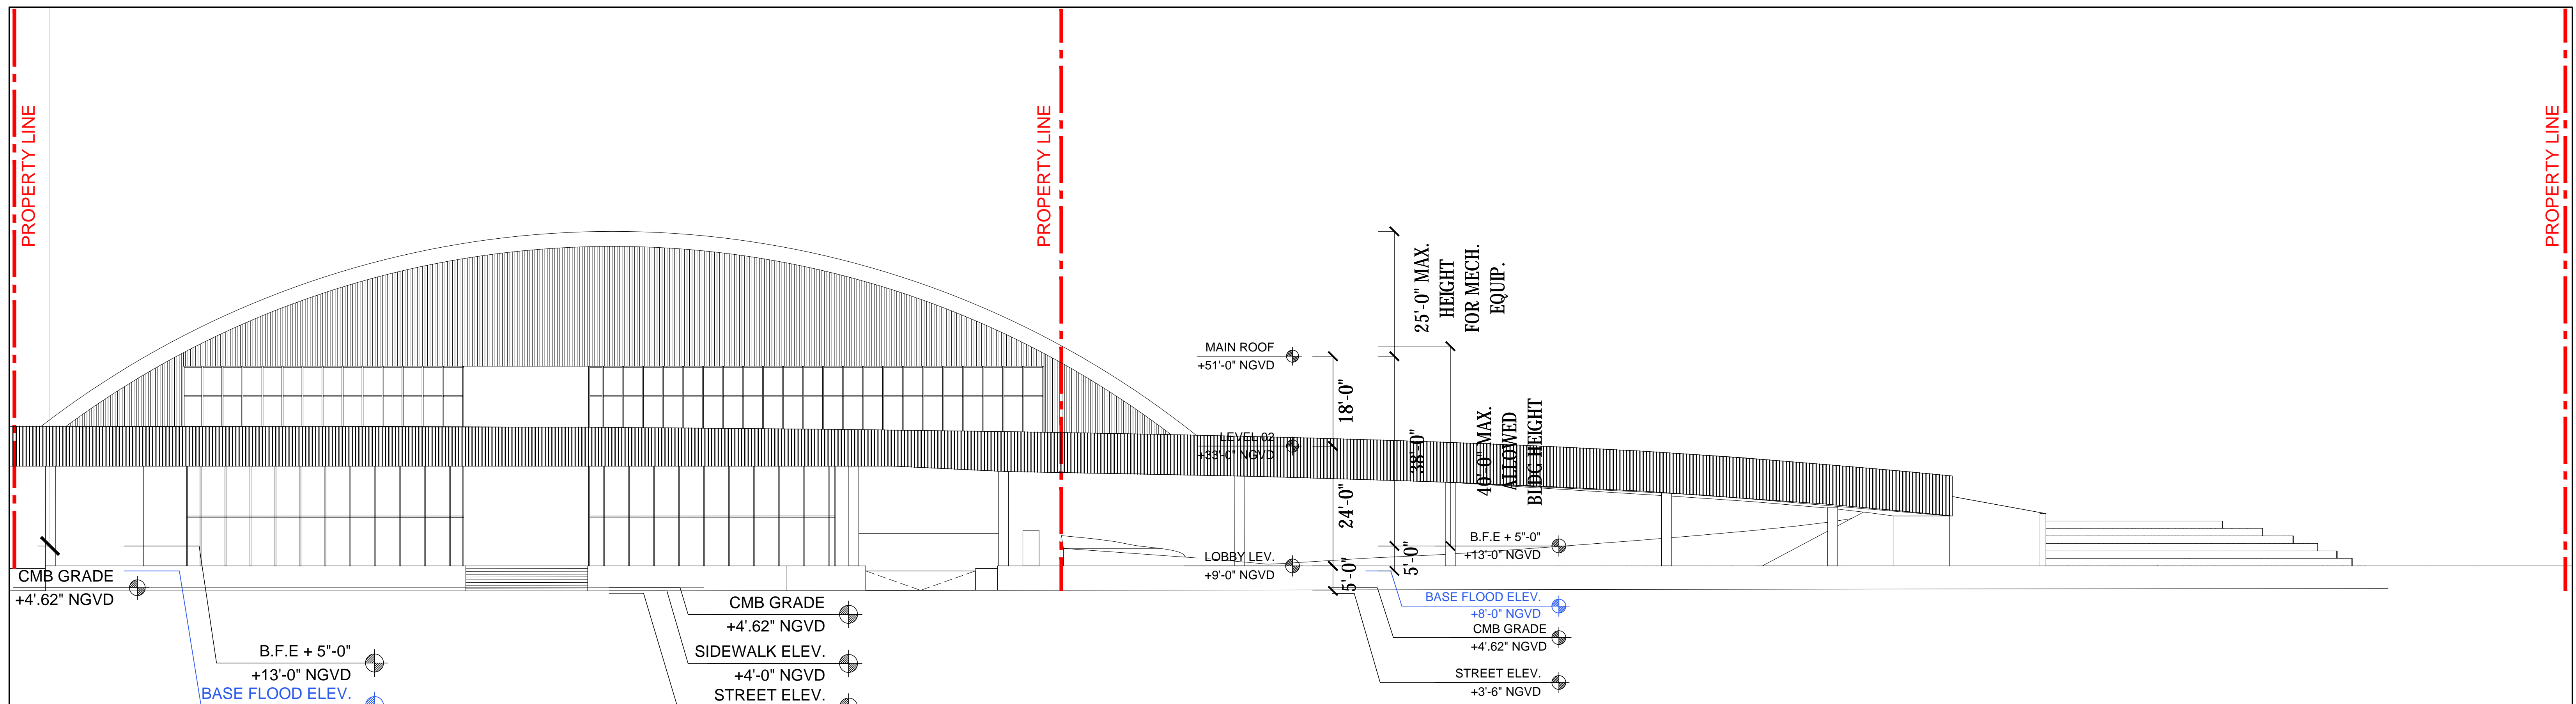 PROPERTY LINE
PROPERTY LINE
PROPERTY LINE
25'-0" MAX.
HEIGHT
FOR MECH.
EQUIP.
MAIN ROOF
+51'-0" NGVD
18'-0"
LEVEL 02
+33'-0" NGVD
38'-0"
40'-0" MAX.
ALLOWED
BLDG HEIGHT
24'-0"
LOBBY LEV.
+9'-0" NGVD
5'-0"
5'-0"
B.F.E + 5"-0"
+13'-0" NGVD
BASE FLOOD ELEV.
+8'-0" NGVD
CMB GRADE
+4'.62" NGVD
STREET ELEV.
+3'-6" NGVD
CMB GRADE
+4'.62" NGVD
CMB GRADE
+4'.62" NGVD
SIDEWALK ELEV.
+4'-0" NGVD
STREET ELEV.
B.F.E + 5"-0"
+13'-0" NGVD
BASE FLOOD ELEV.